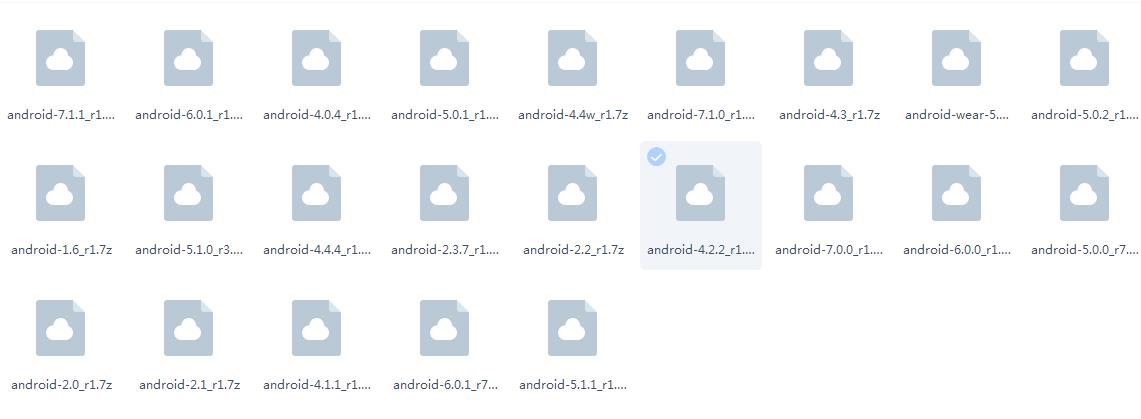 android-7.1.1_r1.... android-6.0.1_r1.... android-4.0.4_r1.... android-5.0.1_r1.... android-4.4w_r1.7z android-7.1.0_r1.... android-4.3_r1.7z android-wear-5.... android-5.0.2_r1....
android-1.6_r1.7z android-5.1.0_r3.... android-4.4.4_r1.... android-2.3.7_r1.... android-2.2_r1.7z android-4.2.2_r1.... android-7.0.0_r1.... android-6.0.0_r1.... android-5.0.0_r7....
android-2.0_r1.7z android-2.1_r1.7z android-4.1.1_r1.... android-6.0.1_r7... android-5.1.1_r1....